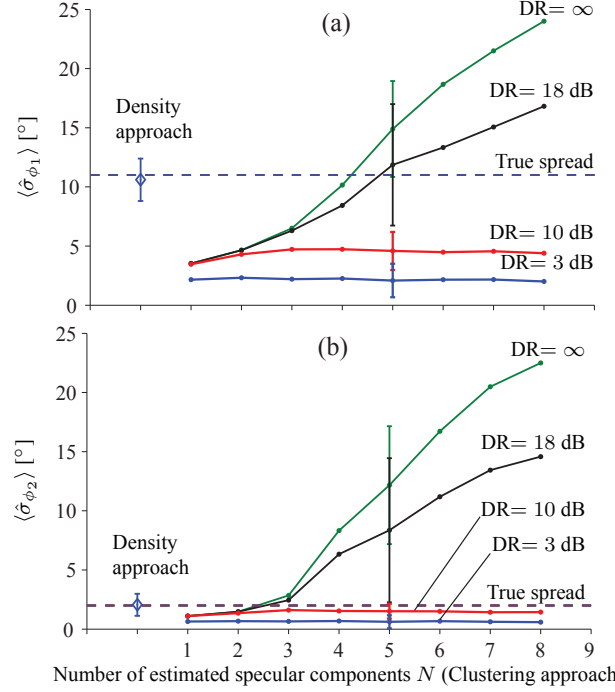 25
20
15
10
5
0
⟨σ̂ϕ1⟩ [°]
(a)
DR= ∞
DR= 18 dB
Density
approach
True spread
DR= 10 dB
DR= 3 dB
25
20
15
10
5
0
⟨σ̂ϕ2⟩ [°]
(b)
DR= ∞
DR= 18 dB
DR= 10 dB
DR= 3 dB
Density
approach
True spread
1 2 3 4 5 6 7 8 9
Number of estimated specular components N (Clustering approach